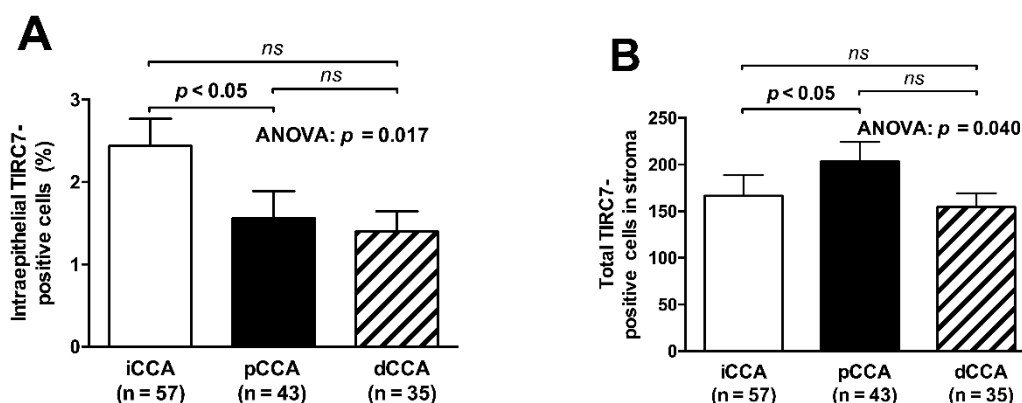 A
ns
p < 0.05
ns
ANOVA: p = 0.017
Intraepithelial TIRC7-
positive cells (%)
3
2
1
0
iCCA
(n = 57)
pCCA
(n = 43)
dCCA
(n = 35)
B
ns
p < 0.05
ns
ANOVA: p = 0.040
Total TIRC7-
positive cells in stroma
250
200
150
100
50
0
iCCA
(n = 57)
pCCA
(n = 43)
dCCA
(n = 35)